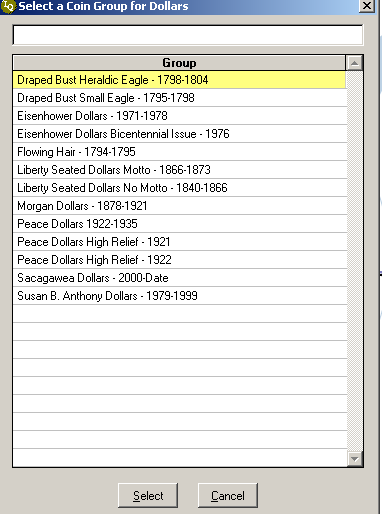 Select a Coin Group for Dollars
Group
Draped Bust Heraldic Eagle - 1798-1804
Draped Bust Small Eagle - 1795-1798
Eisenhower Dollars - 1971-1978
Eisenhower Dollars Bicentennial Issue - 1976
Flowing Hair - 1794-1795
Liberty Seated Dollars Motto - 1866-1873
Liberty Seated Dollars No Motto - 1840-1866
Morgan Dollars - 1878-1921
Peace Dollars 1922-1935
Peace Dollars High Relief - 1921
Peace Dollars High Relief - 1922
Sacagawea Dollars - 2000-Date
Susan B. Anthony Dollars - 1979-1999
Select Cancel